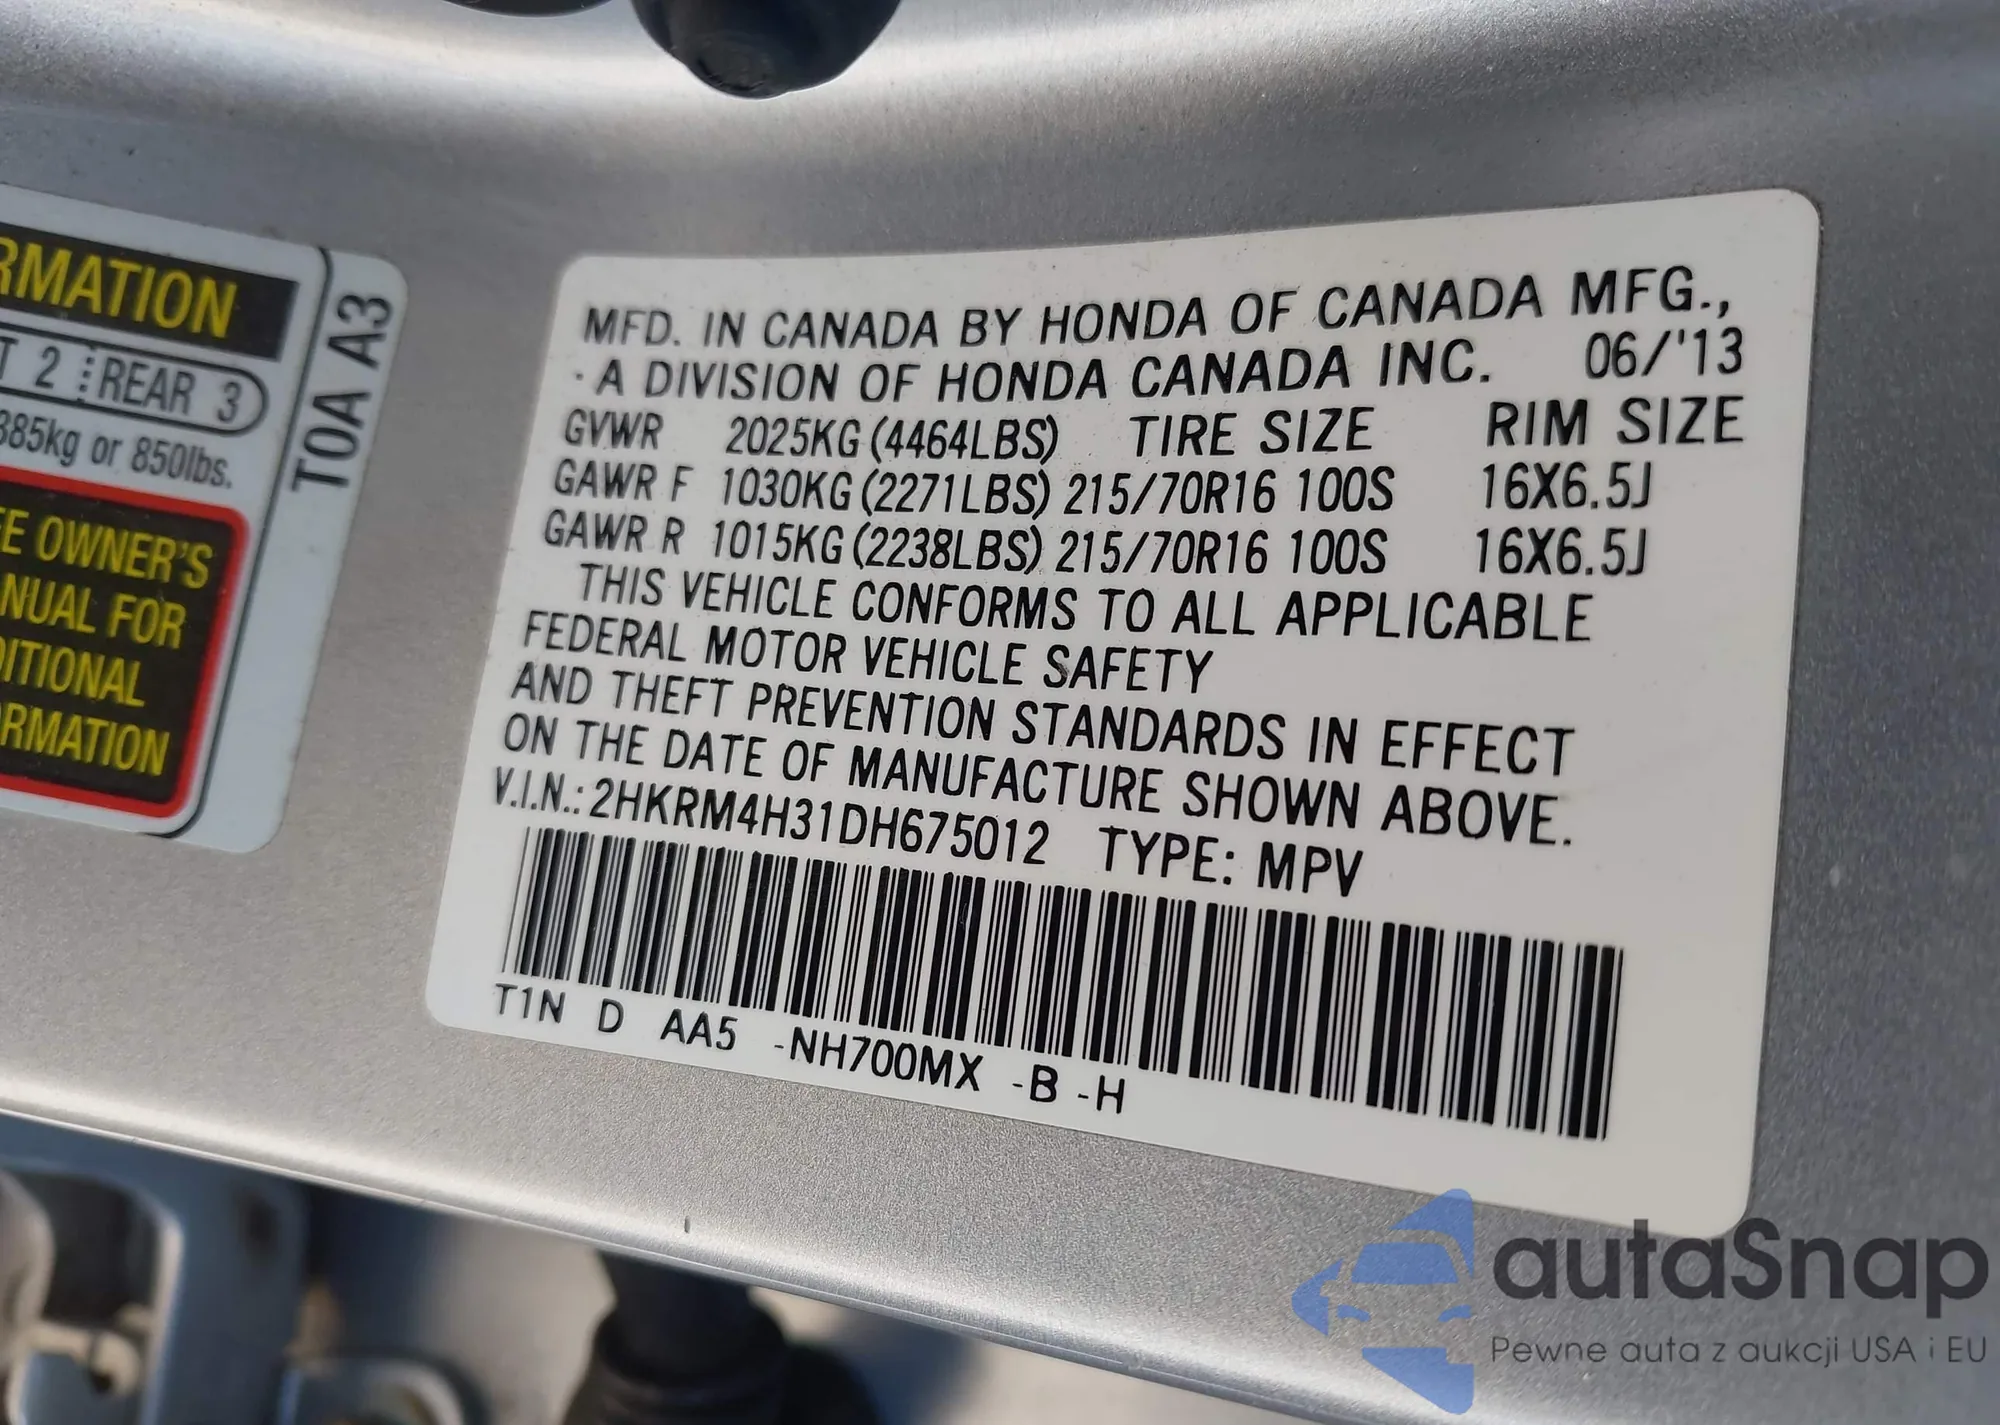 RMATION
T 2 REAR 3
385kg or 850lbs.
E OWNER'S
NUAL FOR
DITIONAL
ORMATION
T0A A3
MFD. IN CANADA BY HONDA OF CANADA MFG.,
A DIVISION OF HONDA CANADA INC. 06/'13
GVWR 2025KG (4464LBS) TIRE SIZE RIM SIZE
GAWR F 1030KG (2271LBS) 215/70R16 100S 16X6.5J
GAWR R 1015KG (2238LBS) 215/70R16 100S 16X6.5J
THIS VEHICLE CONFORMS TO ALL APPLICABLE
FEDERAL MOTOR VEHICLE SAFETY
AND THEFT PREVENTION STANDARDS IN EFFECT
ON THE DATE OF MANUFACTURE SHOWN ABOVE.
V.I.N.: 2HKRM4H31DH675012 TYPE: MPV
T1N D AA5 -NH700MX -B -H
autaSnap
Pewne auta z aukcji USA i EU